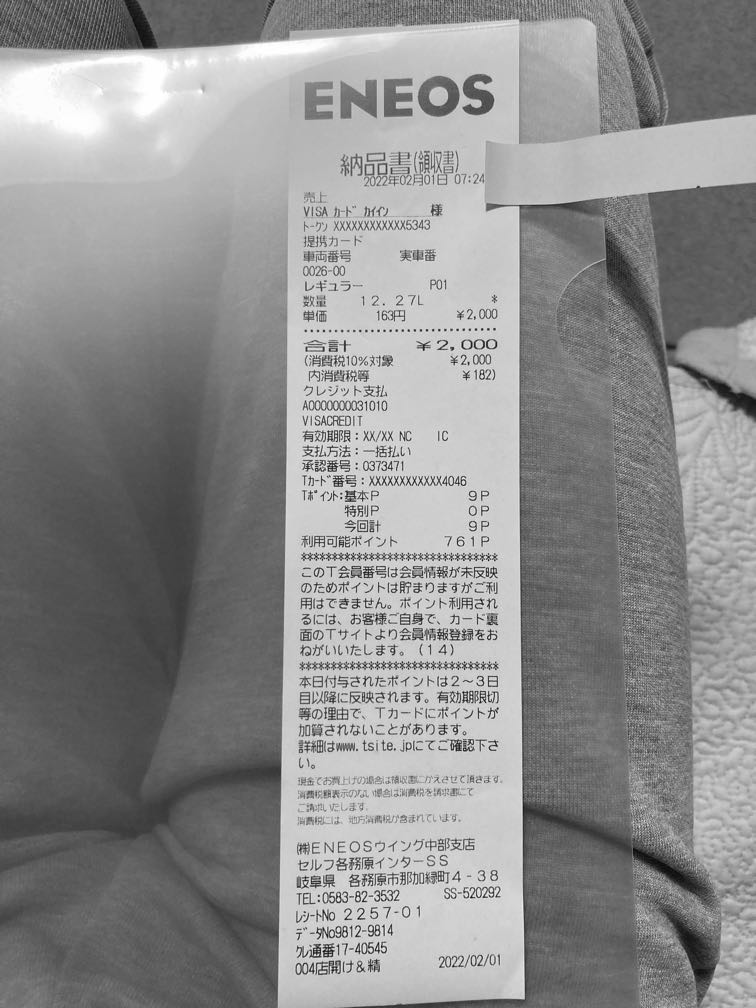 ENEOS
納品書(領収書)
2022年02月01日 07:24
売上
VISA カード カイイン 様
トークン XXXXXXXXXXXX5343
提携カード
車両番号 実車番
0026-00
レギュラー P01
数量 12.27L *
単価 163円 ¥2,000
合計 ¥2,000
(消費税10%対象 ¥2,000
内消費税等 ¥182)
クレジット支払
A0000000031010
VISACREDIT
有効期限:XX/XX NC IC
支払方法:一括払い
承認番号:0373471
Tカード番号:XXXXXXXXXXXX4046
Tポイント:基本P 9P
特別P 0P
今回計 9P
利用可能ポイント 761P
*********************************
このT会員番号は会員情報が未反映
のためポイントは貯まりますがご利
用はできません。ポイント利用され
るには、お客様ご自身で、カード裏
面のTサイトより会員情報登録をお
ねがいいたします。(14)
*********************************
本日付与されたポイントは2~3日
目以降に反映されます。有効期限切
等の理由で、Tカードにポイントが
加算されないことがあります。
詳細はwww.tsite.jpにてご確認下さ
い。
現金でお買上げの場合は領収書にかえさせて頂きます。
消費税額表示のない場合は消費税を請求書にて
ご請求いたします。
消費税には、地方消費税が含まれています。
㈱ENEOSウイング中部支店
セルフ各務原インターSS
岐阜県 各務原市那加緑町4-38
TEL:0583-82-3532 SS-520292
レシートNo 2257-01
データNo9812-9814
クレ通番17-40545
004店開け&精 2022/02/01